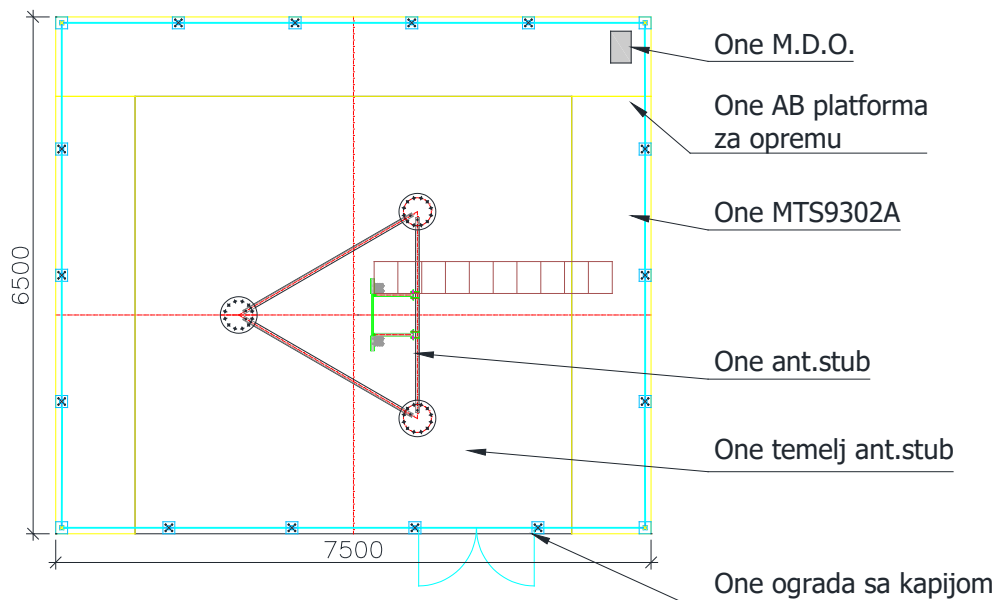 One M.D.O.
One AB platforma
za opremu
One MTS9302A
6500
One ant.stub
One temelj ant.stub
7500
One ograda sa kapijom